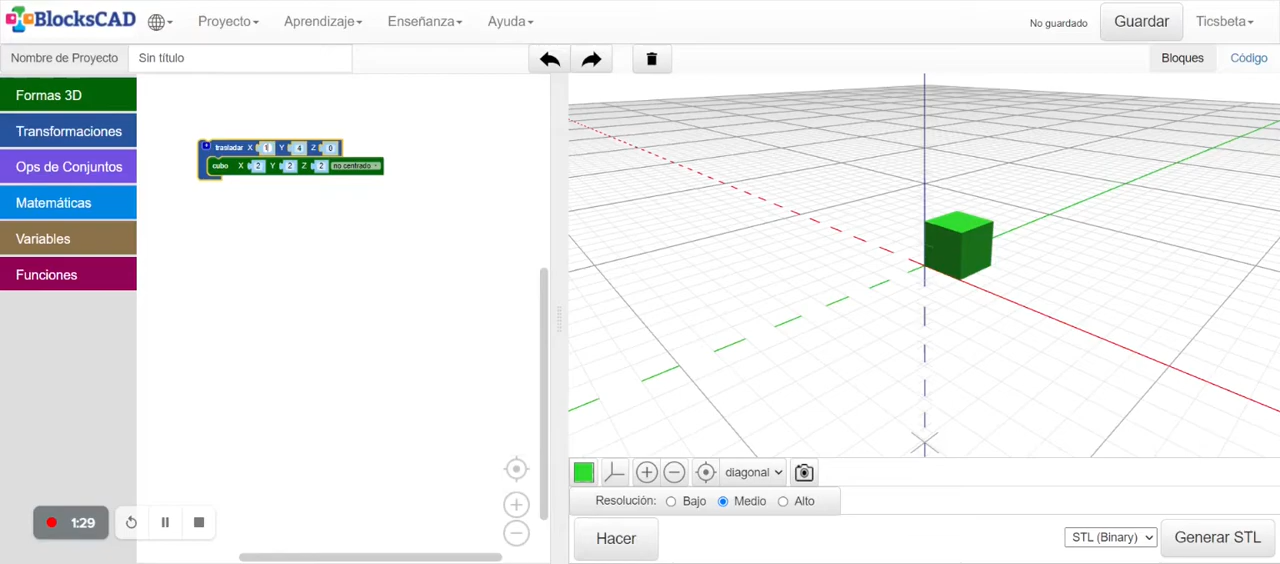 BlocksCAD
Proyecto
Aprendizaje
Enseñanza
Ayuda
No guardado
Guardar
Ticsbeta
Nombre de Proyecto
Sin título
Bloques
Código
Formas 3D
Transformaciones
Ops de Conjuntos
Matemáticas
Variables
Funciones
trasladar X 1 Y 4 Z 0
cubo X 2 Y 2 Z 2 no centrado
diagonal
Resolución: Bajo Medio Alto
1:29
Hacer
STL (Binary)
Generar STL